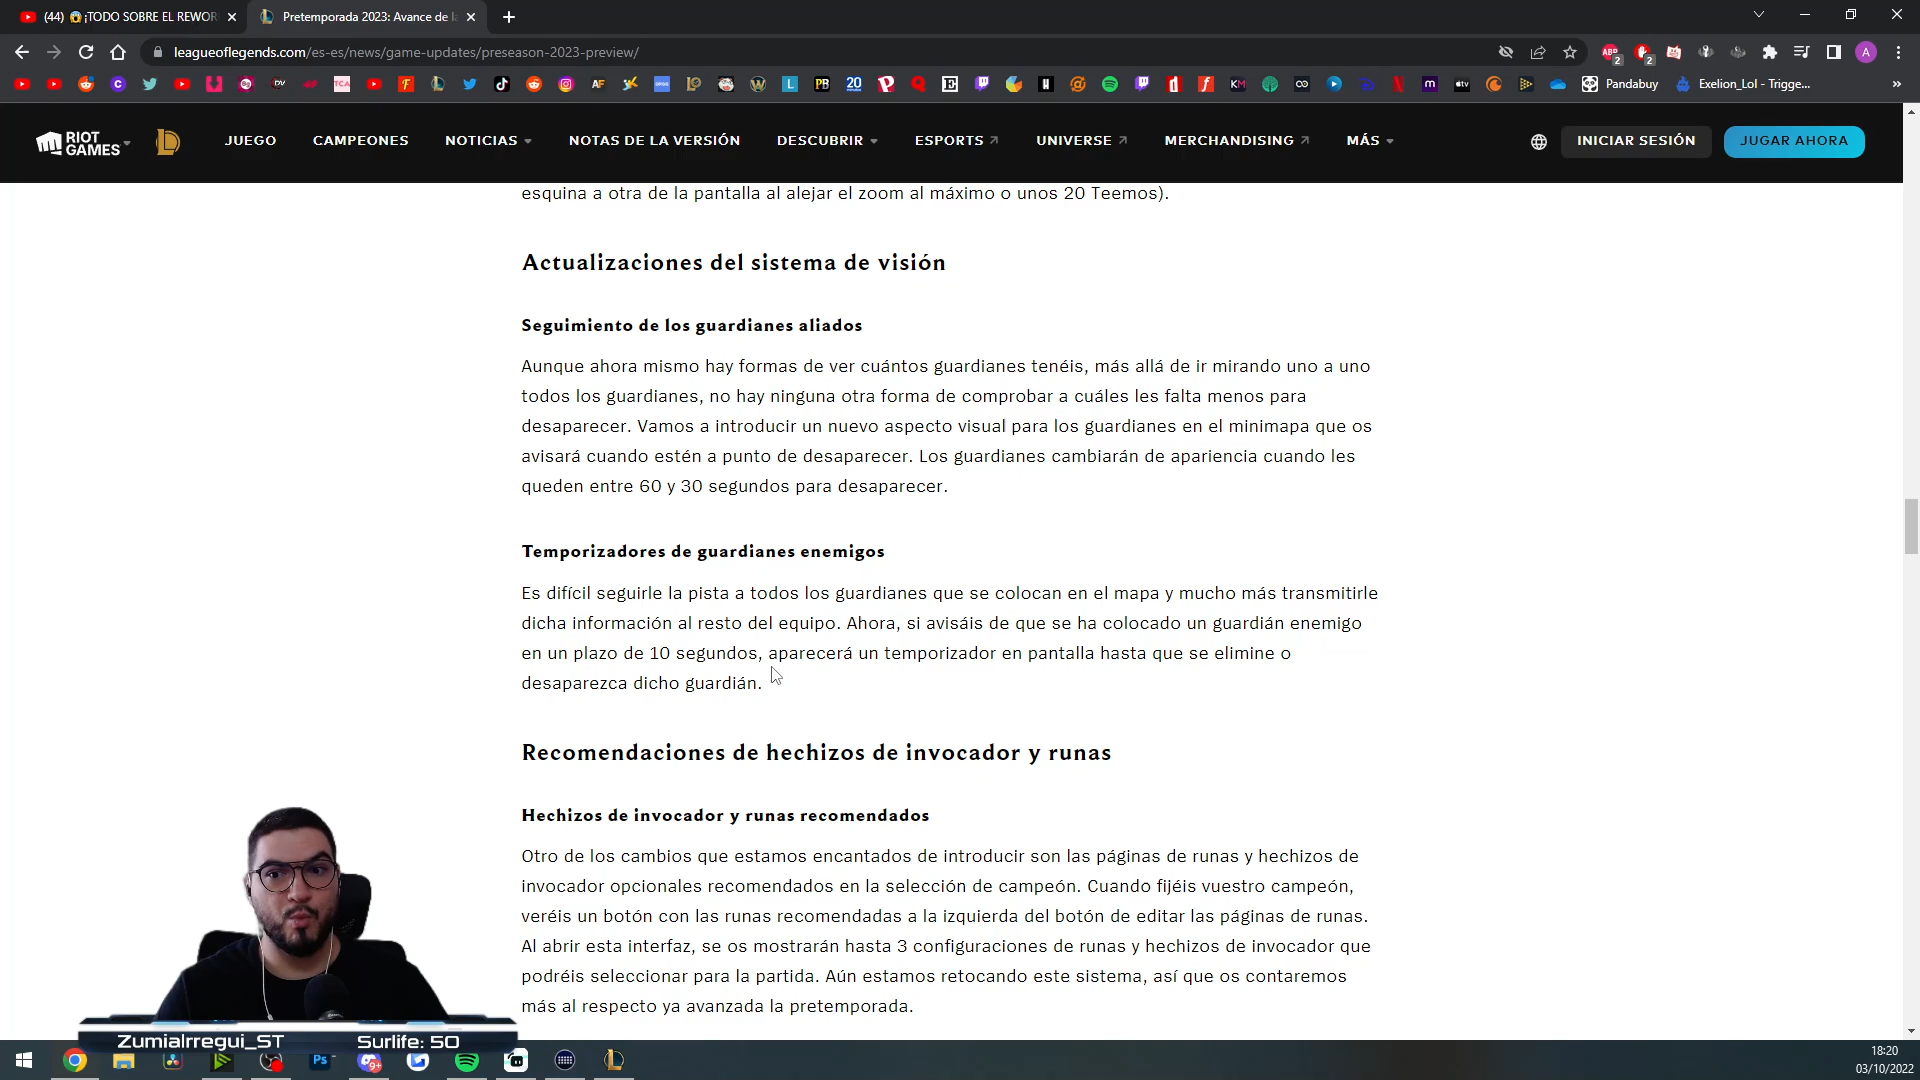 (44) 😱¡TODO SOBRE EL REWOR
Pretemporada 2023: Avance de la
leagueoflegends.com/es-es/news/game-updates/preseason-2023-preview/
Pandabuy
Exelion_Lol - Trigge...
RIOT GAMES
JUEGO
CAMPEONES
NOTICIAS
NOTAS DE LA VERSIÓN
DESCUBRIR
ESPORTS
UNIVERSE
MERCHANDISING
MÁS
INICIAR SESIÓN
JUGAR AHORA
esquina a otra de la pantalla al alejar el zoom al máximo o unos 20 Teemos).
Actualizaciones del sistema de visión
Seguimiento de los guardianes aliados
Aunque ahora mismo hay formas de ver cuántos guardianes tenéis, más allá de ir mirando uno a uno
todos los guardianes, no hay ninguna otra forma de comprobar a cuáles les falta menos para
desaparecer. Vamos a introducir un nuevo aspecto visual para los guardianes en el minimapa que os
avisará cuando estén a punto de desaparecer. Los guardianes cambiarán de apariencia cuando les
queden entre 60 y 30 segundos para desaparecer.
Temporizadores de guardianes enemigos
Es difícil seguirle la pista a todos los guardianes que se colocan en el mapa y mucho más transmitirle
dicha información al resto del equipo. Ahora, si avisáis de que se ha colocado un guardián enemigo
en un plazo de 10 segundos, aparecerá un temporizador en pantalla hasta que se elimine o
desaparezca dicho guardián.
Recomendaciones de hechizos de invocador y runas
Hechizos de invocador y runas recomendados
Otro de los cambios que estamos encantados de introducir son las páginas de runas y hechizos de
invocador opcionales recomendados en la selección de campeón. Cuando fijéis vuestro campeón,
veréis un botón con las runas recomendadas a la izquierda del botón de editar las páginas de runas.
Al abrir esta interfaz, se os mostrarán hasta 3 configuraciones de runas y hechizos de invocador que
podréis seleccionar para la partida. Aún estamos retocando este sistema, así que os contaremos
más al respecto ya avanzada la pretemporada.
ZumiaIrregui_ST
Surlife: 50
18:20
03/10/2022